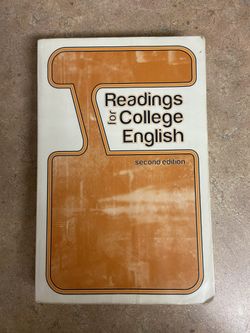 Readings
for College
English
second edition